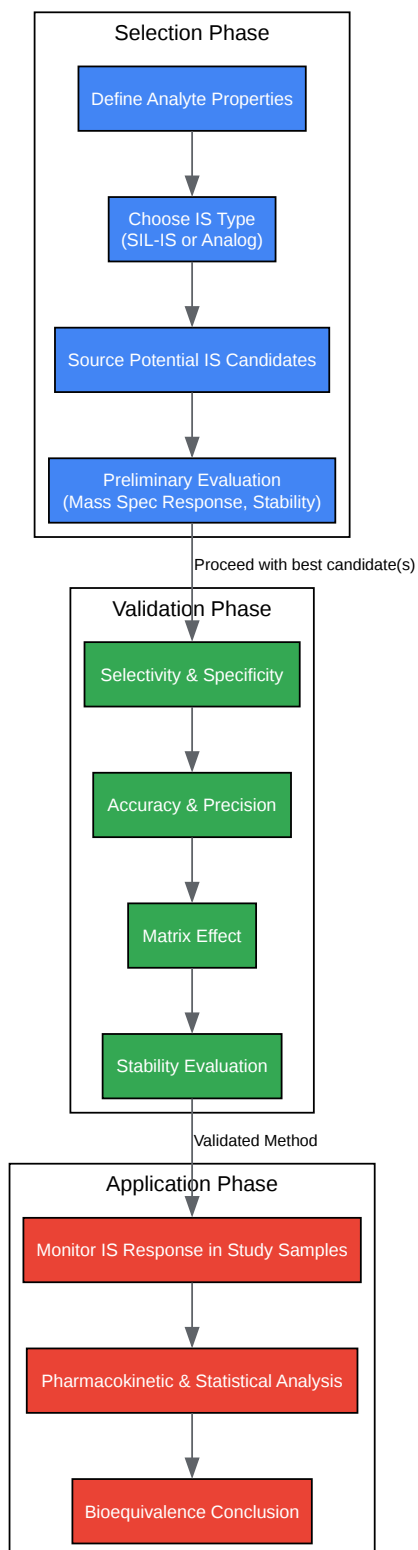 Selection Phase
Define Analyte Properties
Choose IS Type
(SIL-IS or Analog)
Source Potential IS Candidates
Preliminary Evaluation
(Mass Spec Response, Stability)
Proceed with best candidate(s)
Validation Phase
Selectivity & Specificity
Accuracy & Precision
Matrix Effect
Stability Evaluation
Validated Method
Application Phase
Monitor IS Response in Study Samples
Pharmacokinetic & Statistical Analysis
Bioequivalence Conclusion